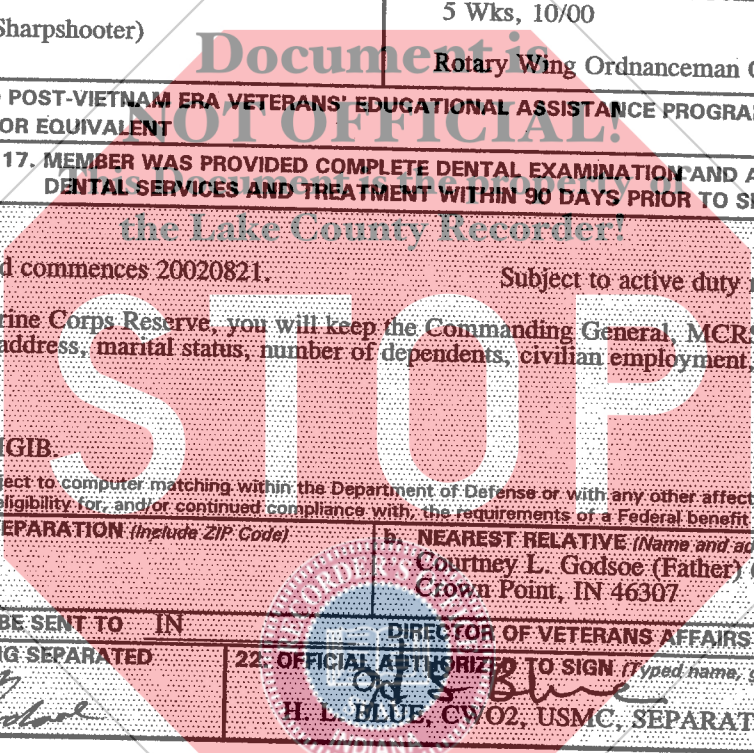 Sharpshooter)
5 Wks, 10/00
Document is
Rotary Wing Ordnanceman
POST-VIETNAM ERA VETERANS' EDUCATIONAL ASSISTANCE PROGRA
OR EQUIVALENT
NOT OFFICIAL!
17. MEMBER WAS PROVIDED COMPLETE DENTAL EXAMINATION AND A
DENTAL SERVICES AND TREATMENT WITHIN 90 DAYS PRIOR TO S
This Document is the property of
the Lake County Recorder!
d commences 20020821. Subject to active duty
rine Corps Reserve, you will keep the Commanding General, MCRS
address, marital status, number of dependents, civilian employment,
STOP
IGIB.
ject to computer matching within the Department of Defense or with any other affect
eligibility for, and/or continued compliance with, the requirements of a Federal benefit
EPARATION (Include ZIP Code)
b. NEAREST RELATIVE (Name and ad
Courtney L. Godsoe (Father)
Crown Point, IN 46307
RECORDER'S OFFICE
BE SENT TO IN DIRECTOR OF VETERANS AFFAIRS
NG SEPARATED
22. OFFICIAL AUTHORIZED TO SIGN (Typed name, g
H. L. BLUE, CWO2, USMC, SEPARAT
INDIANA